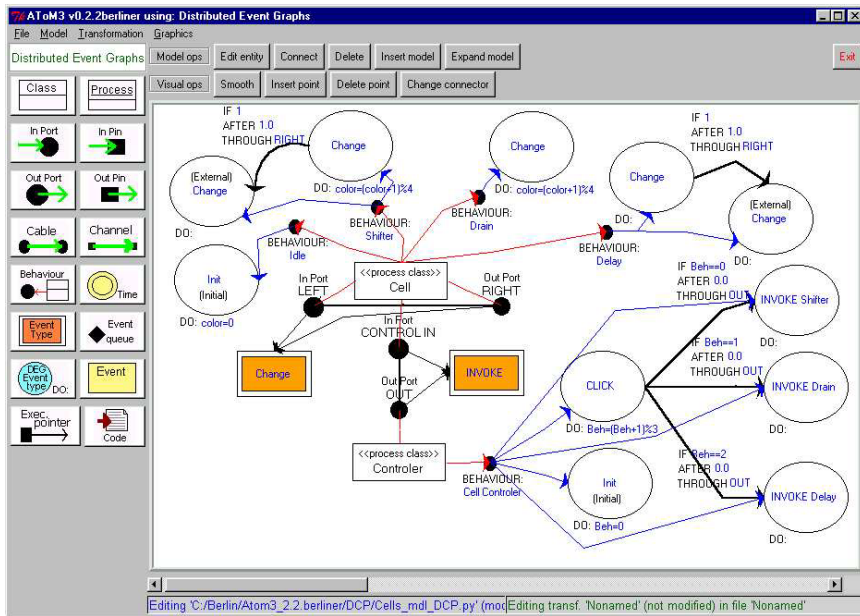 AToM3 v0.2.2berliner using: Distributed Event Graphs
File Model Transformation Graphics
Distributed Event Graphs
Model ops Edit entity Connect Delete Insert model Expand model Exit
Visual ops Smooth Insert point Delete point Change connector
Class Process
In Port In Pin
Out Port Out Pin
Cable Channel
Behaviour Time
Event Type
Event queue
DEG Event Type DO:
Event
Exec. pointer
Code
IF 1
AFTER 1.0
THROUGH RIGHT
Change
DO: color=(color+1)%4
(External)
Change
DO:
BEHAVIOUR:
Shifter
BEHAVIOUR:
Idle
Init
(Initial)
DO: color=0
Change
DO: color=(color+1)%4
BEHAVIOUR:
Drain
IF 1
AFTER 1.0
THROUGH RIGHT
Change
DO:
(External)
Change
DO:
BEHAVIOUR:
Delay
<<process class>>
Cell
In Port
LEFT
Out Port
RIGHT
In Port
CONTROL IN
Change
INVOKE
Out Port
OUT
<<process class>>
Controler
BEHAVIOUR:
Cell Controler
CLICK
DO: Beh=(Beh+1)%3
Init
(Initial)
DO: Beh=0
IF Beh==0
AFTER 0.0
THROUGH OUT
INVOKE Shifter
DO:
IF Beh==1
AFTER 0.0
THROUGH OUT
INVOKE Drain
DO:
IF Beh==2
AFTER 0.0
THROUGH OUT
INVOKE Delay
DO:
Editing 'C:/Berlin/Atom3_2.2.berliner/DCP/Cells_mdl_DCP.py' (moc Editing transf. 'Nonamed' (not modified) in file 'Nonamed'